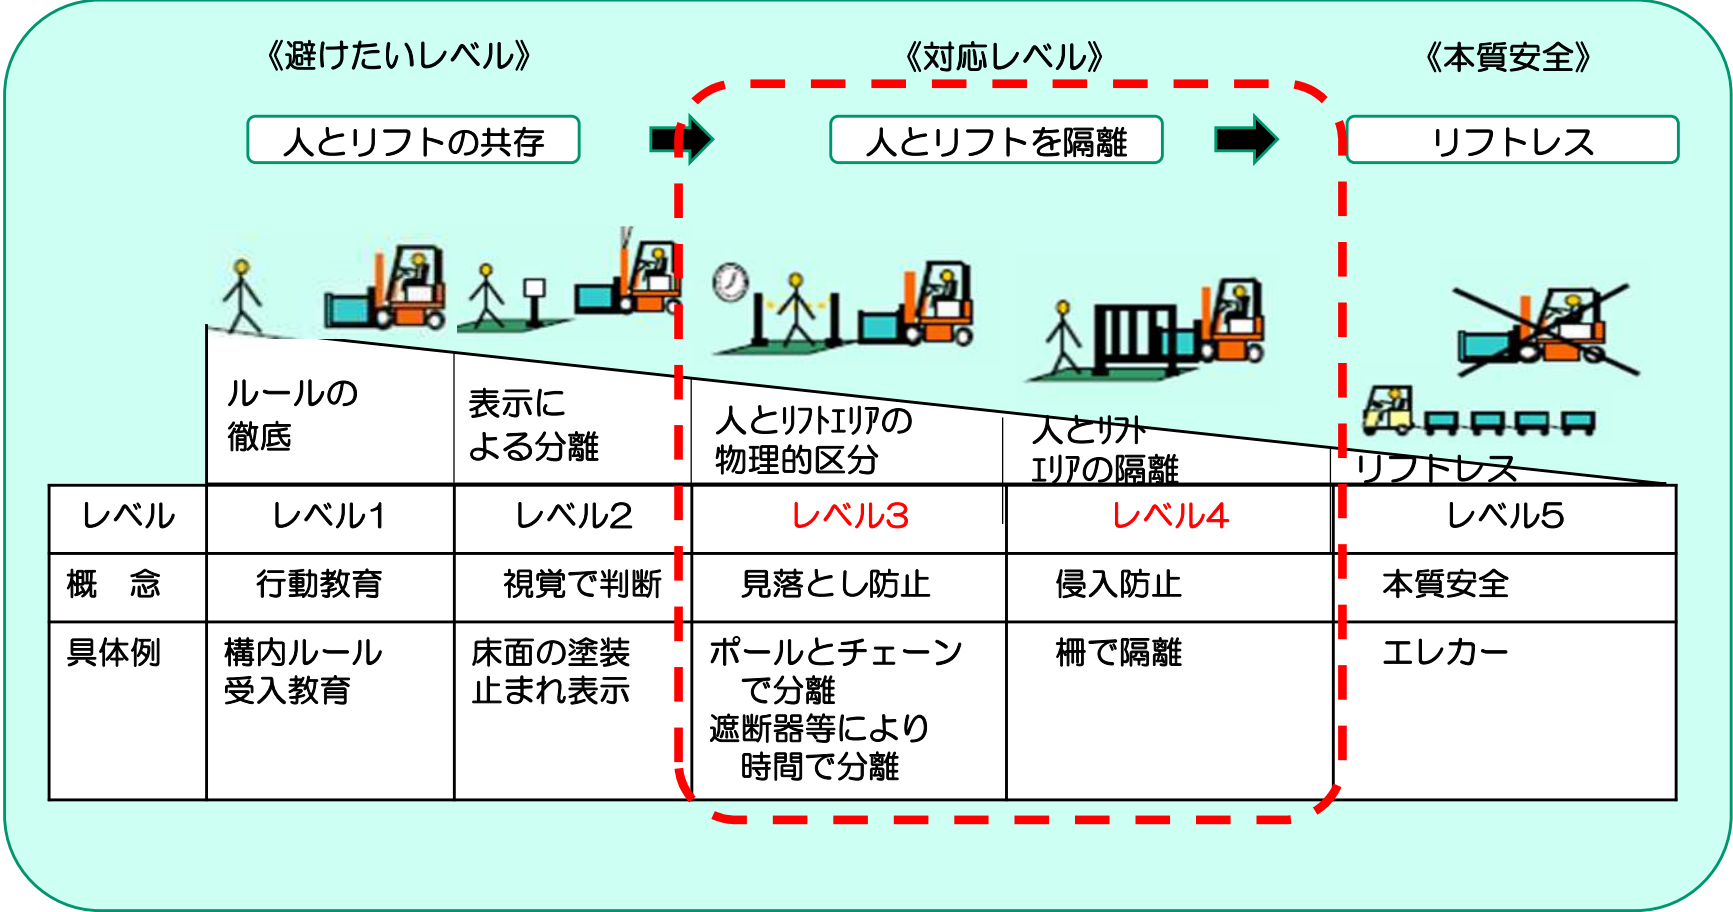 《避けたいレベル》
《対応レベル》
《本質安全》
人とリフトの共存
人とリフトを隔離
リフトレス
ルールの
徹底
表示に
よる分離
人とﾘﾌﾄｴﾘｱの
物理的区分
人とﾘﾌﾄ
ｴﾘｱの隔離
リフトレス
レベル
レベル1
レベル2
レベル3
レベル4
レベル5
概　念
行動教育
視覚で判断
見落とし防止
侵入防止
本質安全
具体例
構内ルール
受入教育
床面の塗装
止まれ表示
ポールとチェーン
で分離
遮断器等により
時間で分離
柵で隔離
エレカー